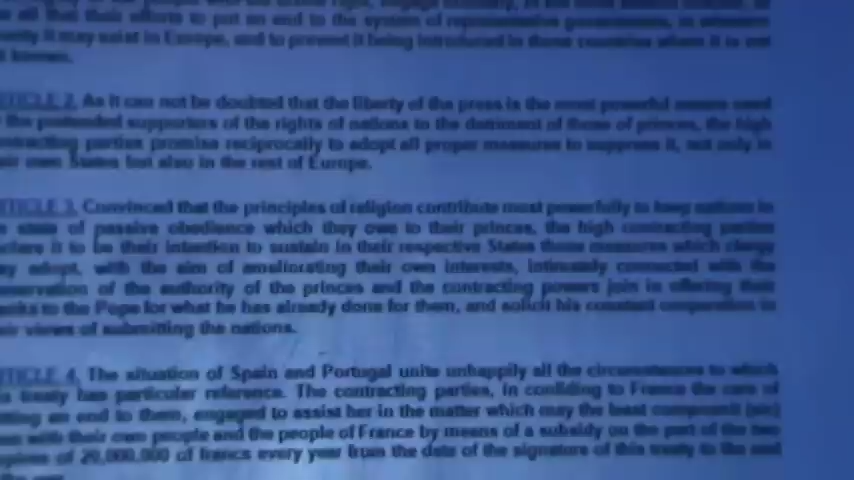 all that their efforts to put an end to the system of representative governments, in
it may exist in Europe, and to prevent it being introduced in those countries where it is not
ARTICLE 2. As it can not be doubted that the liberty of the press is the most powerful means used
the pretended supporters of the rights of nations to the detriment of those of princes, the high
contracting parties promise reciprocally to adopt all proper measures to suppress it, not only in
own States but also in the rest of Europe.
ARTICLE 3. Convinced that the principles of religion contribute most powerfully to keep nations in
state of passive obedience which they owe to their princes, the high contracting parties
it to be their intention to sustain in their respective States those measures which
adopt, with the aim of ameliorating their own interests, intimately connected with the
of the authority of the princes and the contracting powers join in offering their
to the Pope for what he has already done for them, and solicit his constant cooperation in
views of submitting the nations.
ARTICLE 4. The situation of Spain and Portugal unite unhappily all the circumstances to which
treaty has particular reference. The contracting parties, in confiding to France the care of
an end to them, engaged to assist her in the matter which may the least compromit (sic)
with their own people and the people of France by means of a subsidy on the part of the two
of 20,000,000 of francs every year from the date of the signature of this treaty to the end